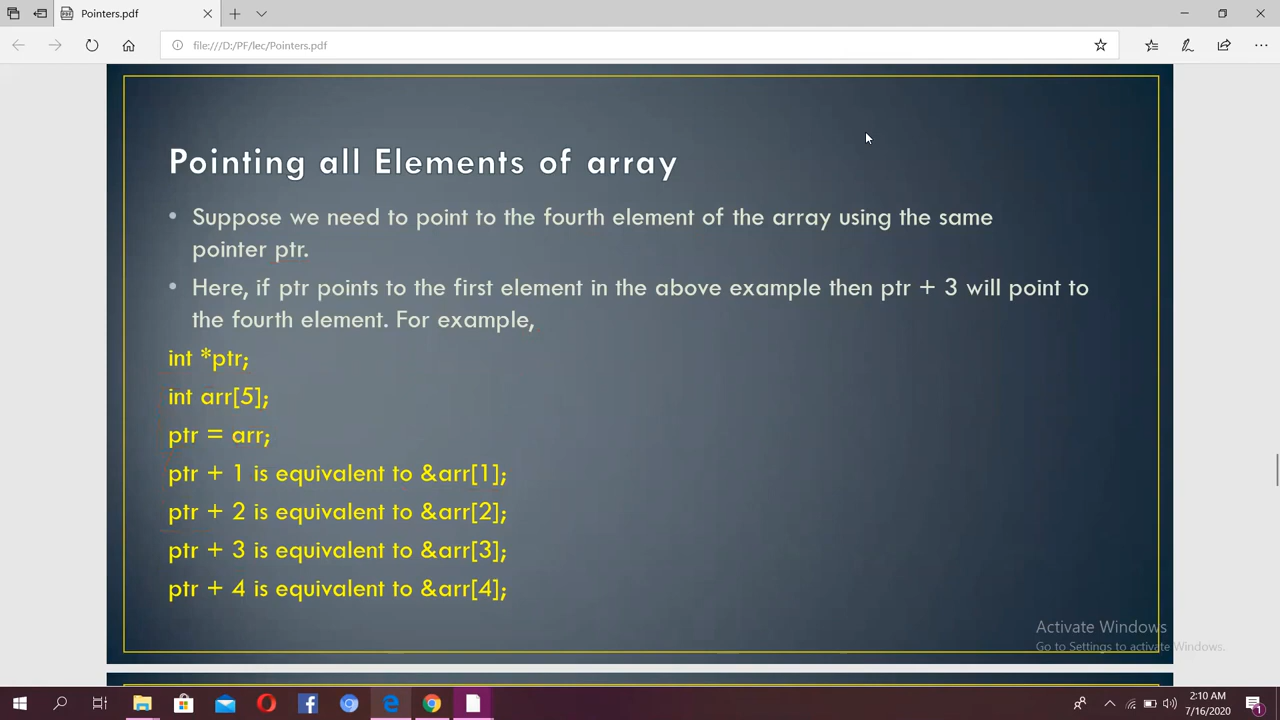 Pointers.pdf
file:///D:/PF/lec/Pointers.pdf
Pointing all Elements of array
• Suppose we need to point to the fourth element of the array using the same
pointer ptr.
• Here, if ptr points to the first element in the above example then ptr + 3 will point to
the fourth element. For example,
int *ptr;
int arr[5];
ptr = arr;
ptr + 1 is equivalent to &arr[1];
ptr + 2 is equivalent to &arr[2];
ptr + 3 is equivalent to &arr[3];
ptr + 4 is equivalent to &arr[4];
Activate Windows
Go to Settings to activate Windows.
2:10 AM
7/16/2020
1